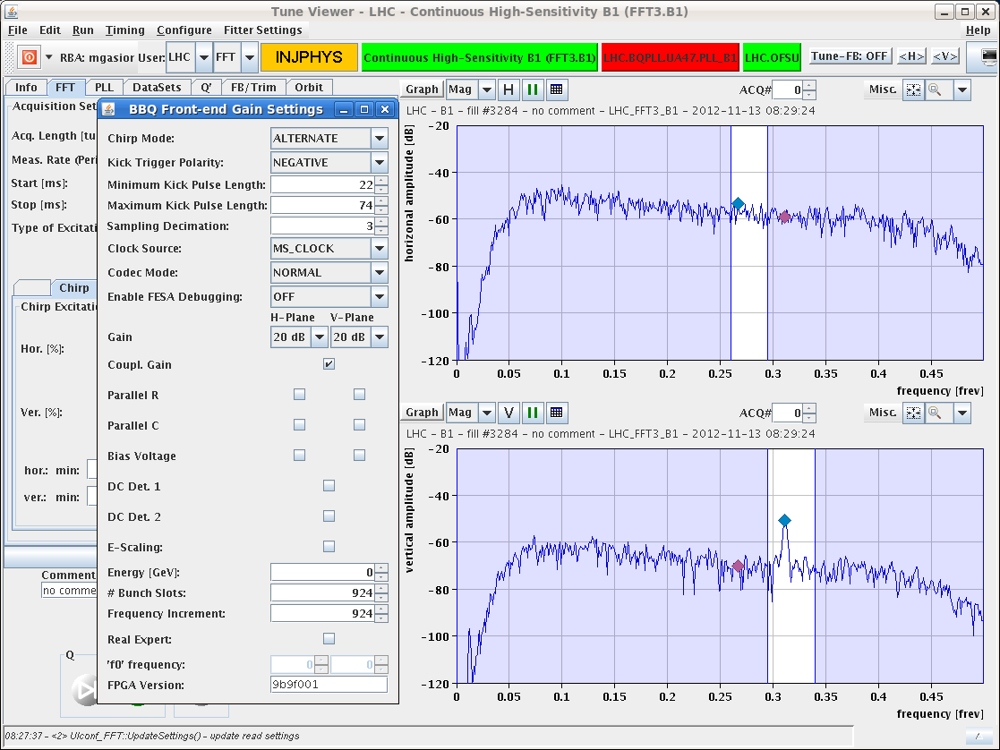 Tune Viewer - LHC - Continuous High-Sensitivity B1 (FFT3.B1)
File Edit Run Timing Configure Fitter Settings Help
RBA: mgasior User: LHC FFT INJPHYS Continuous High-Sensitivity B1 (FFT3.B1) LHC.BQPLL.UA47.PLL_B1 LHC.OFSU Tune-FB: OFF <H> <V>
Info FFT PLL DataSets Q' FB/Trim Orbit
Acquisition Set
Acq. Length [tu
Meas. Rate (Peri
Start [ms]:
Stop [ms]:
Type of Excitati
Chirp
Chirp Excitatio
Hor. [%]:
Ver. [%]:
hor.: min:
ver.: min:
Comment
no comme
Q
BBQ Front-end Gain Settings
Chirp Mode: ALTERNATE
Kick Trigger Polarity: NEGATIVE
Minimum Kick Pulse Length: 22
Maximum Kick Pulse Length: 74
Sampling Decimation: 3
Clock Source: MS_CLOCK
Codec Mode: NORMAL
Enable FESA Debugging: OFF
H-Plane V-Plane
Gain 20 dB 20 dB
Coupl. Gain
Parallel R
Parallel C
Bias Voltage
DC Det. 1
DC Det. 2
E-Scaling:
Energy [GeV]: 0
# Bunch Slots: 924
Frequency Increment: 924
Real Expert:
'f0' frequency: 0 0
FPGA Version: 9b9f001
Graph Mag H ACQ# 0 Misc.
LHC - B1 - fill #3284 - no comment - LHC_FFT3_B1 - 2012-11-13 08:29:24
horizontal amplitude [dB]
-20
-40
-60
-80
-100
-120
0 0.05 0.1 0.15 0.2 0.25 0.3 0.35 0.4 0.45
frequency [frev]
Graph Mag V ACQ# 0 Misc.
LHC - B1 - fill #3284 - no comment - LHC_FFT3_B1 - 2012-11-13 08:29:24
vertical amplitude [dB]
-20
-40
-60
-80
-100
-120
0 0.05 0.1 0.15 0.2 0.25 0.3 0.35 0.4 0.45
frequency [frev]
08:27:37 - <2> UIconf_FFT::UpdateSettings() - update read settings